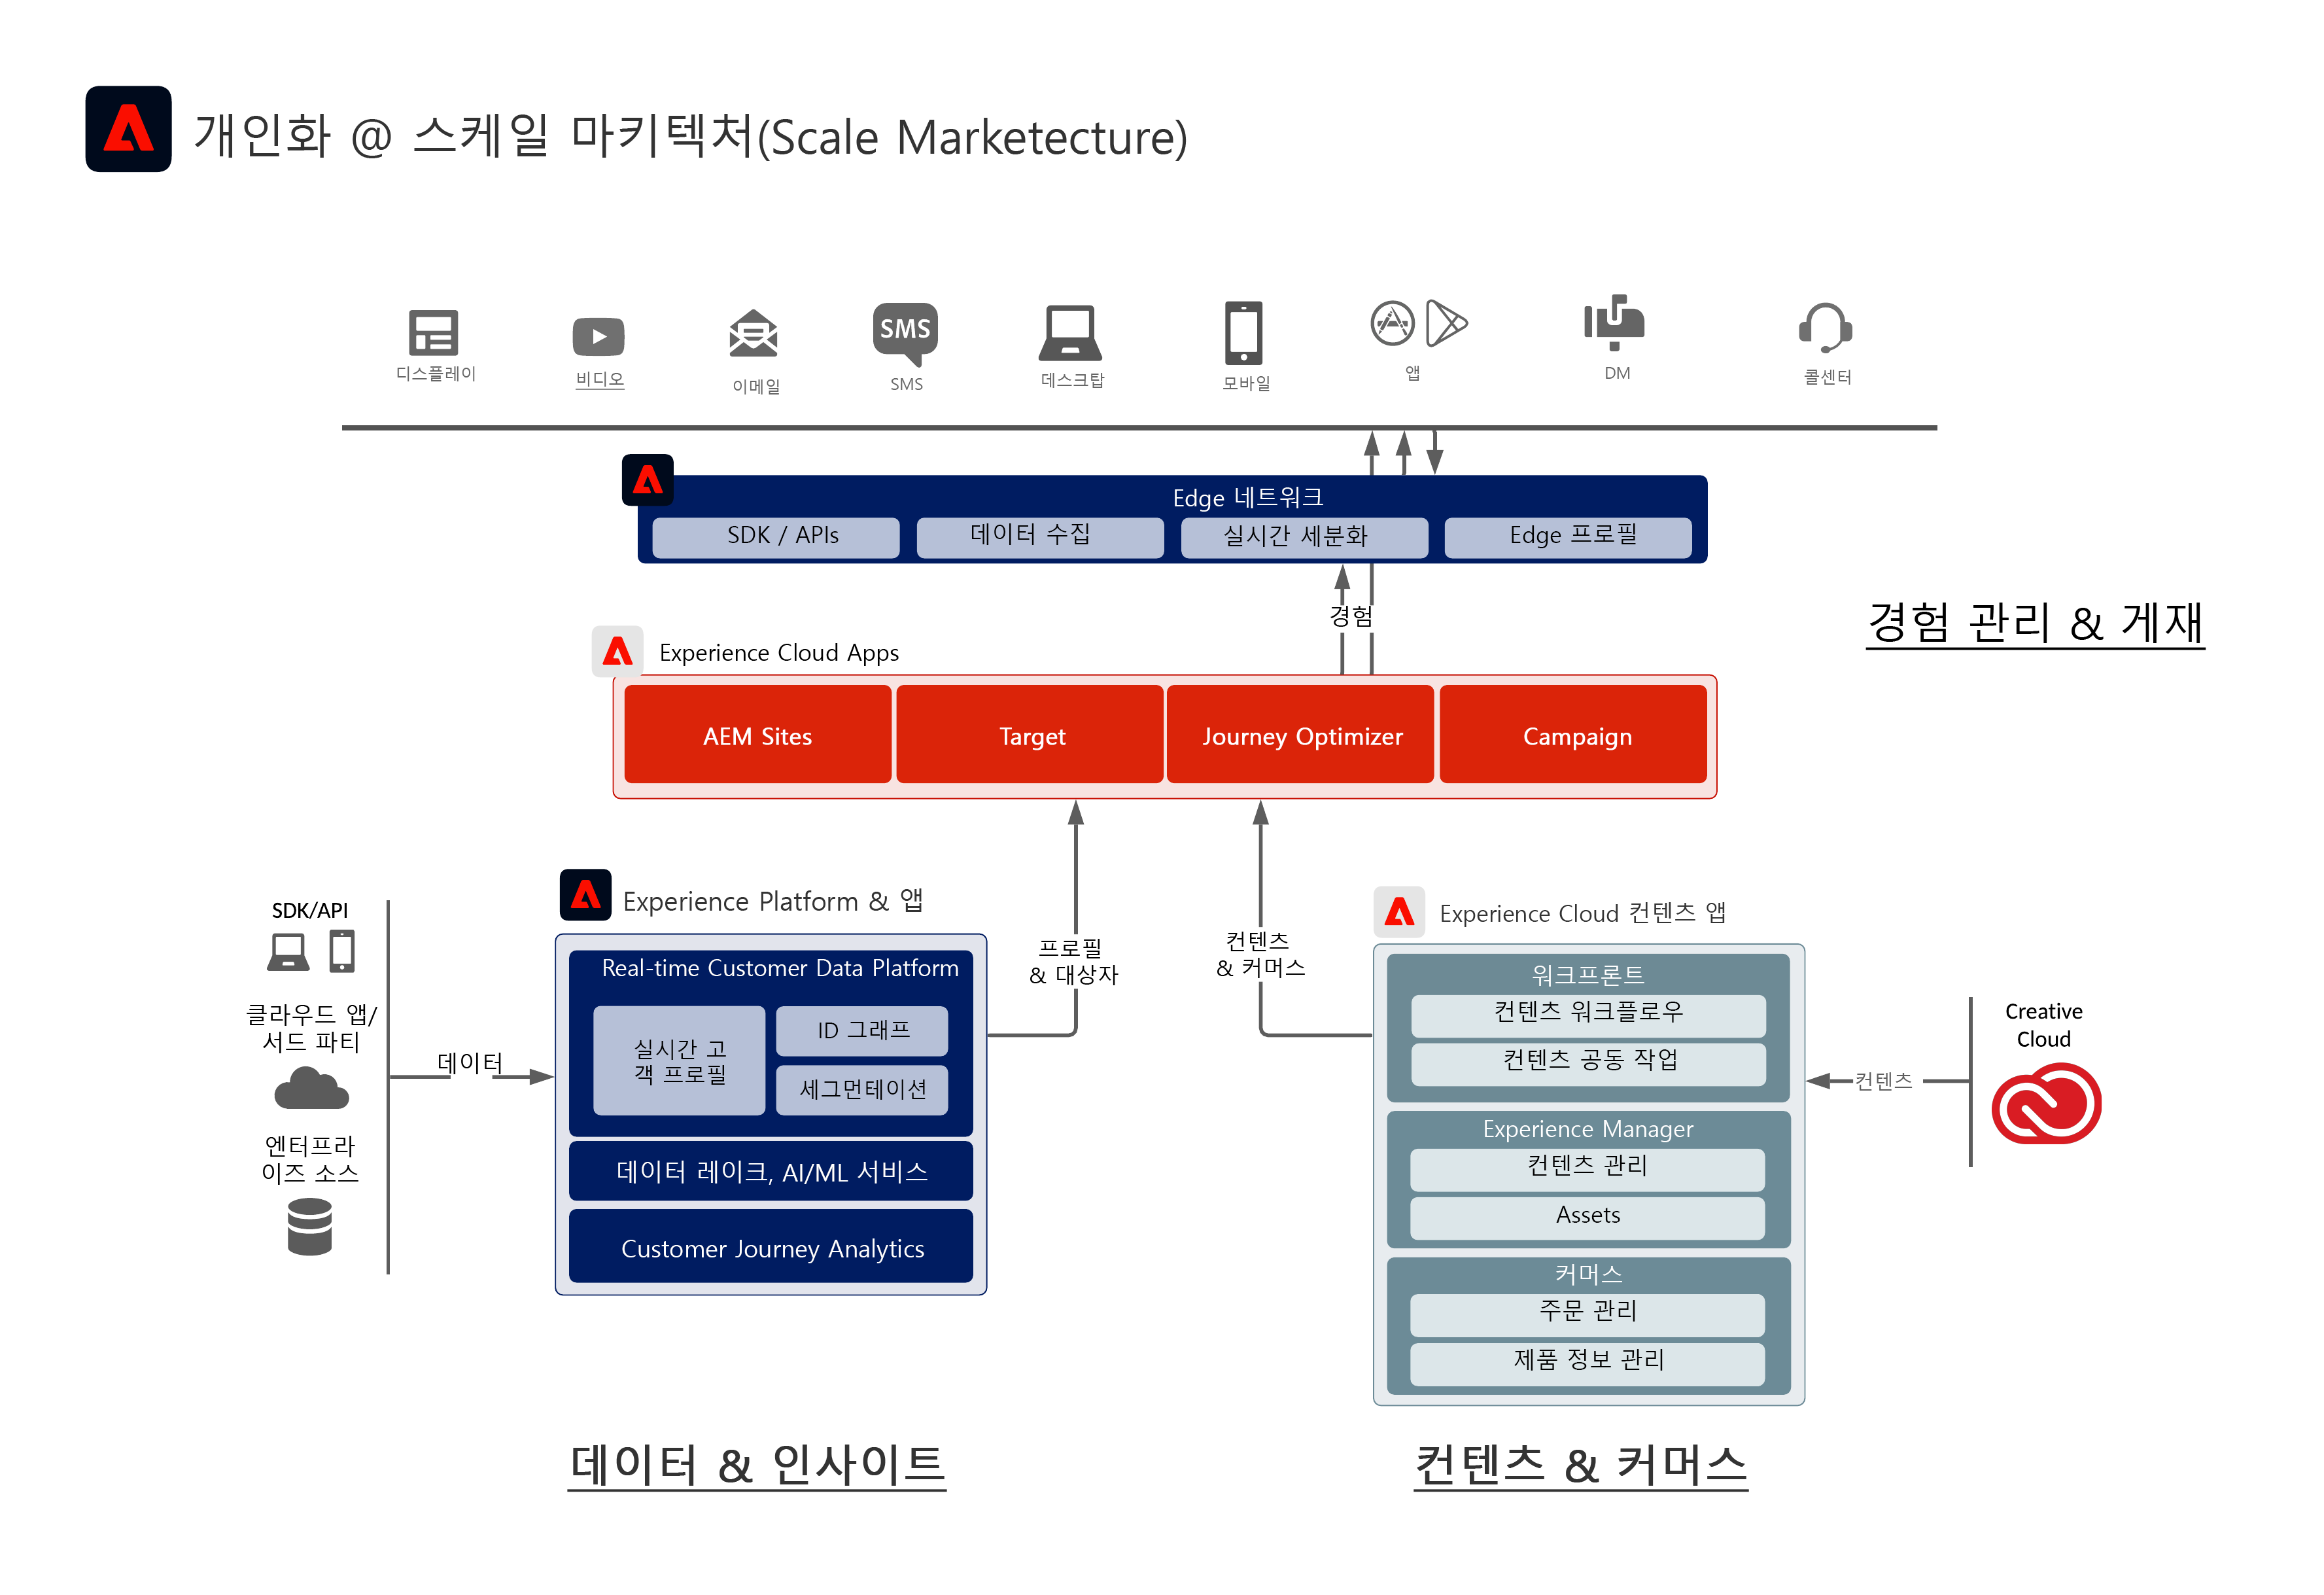 개인화 @ 스케일 마키텍처(Scale Marketecture)
SMS
디스플레이
비디오
이메일
SMS
데스크탑
모바일
앱
DM
콜센터
Edge 네트워크
SDK / APIs
데이터 수집
실시간 세분화
Edge 프로필
경험
경험 관리 & 게재
Experience Cloud Apps
AEM Sites
Target
Journey Optimizer
Campaign
SDK/API
클라우드 앱/
서드 파티
엔터프라
이즈 소스
데이터
Experience Platform & 앱
Real-time Customer Data Platform
실시간 고
객 프로필
ID 그래프
세그먼테이션
데이터 레이크, AI/ML 서비스
Customer Journey Analytics
프로필
& 대상자
컨텐츠
& 커머스
Experience Cloud 컨텐츠 앱
워크프론트
컨텐츠 워크플로우
컨텐츠 공동 작업
Experience Manager
컨텐츠 관리
Assets
커머스
주문 관리
제품 정보 관리
컨텐츠
Creative
Cloud
데이터 & 인사이트
컨텐츠 & 커머스